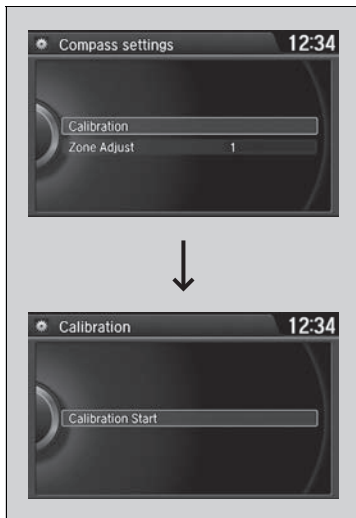 Compass settings 12:34
Calibration
Zone Adjust 1
Calibration 12:34
Calibration Start